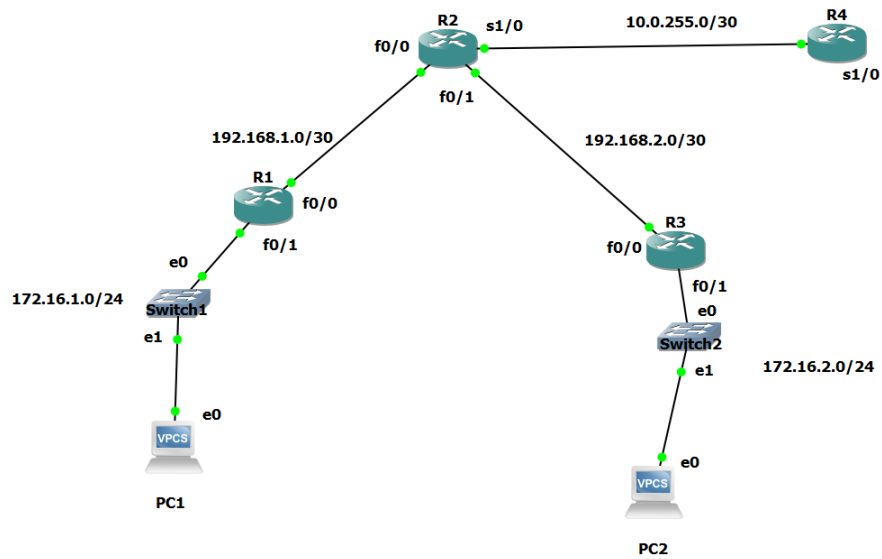 R2
s1/0
10.0.255.0/30
R4
f0/0
s1/0
f0/1
192.168.1.0/30
192.168.2.0/30
R1
f0/0
R3
f0/1
f0/0
e0
f0/1
172.16.1.0/24
Switch1
e0
e1
Switch2
172.16.2.0/24
e1
e0
VPCS
e0
VPCS
PC1
PC2